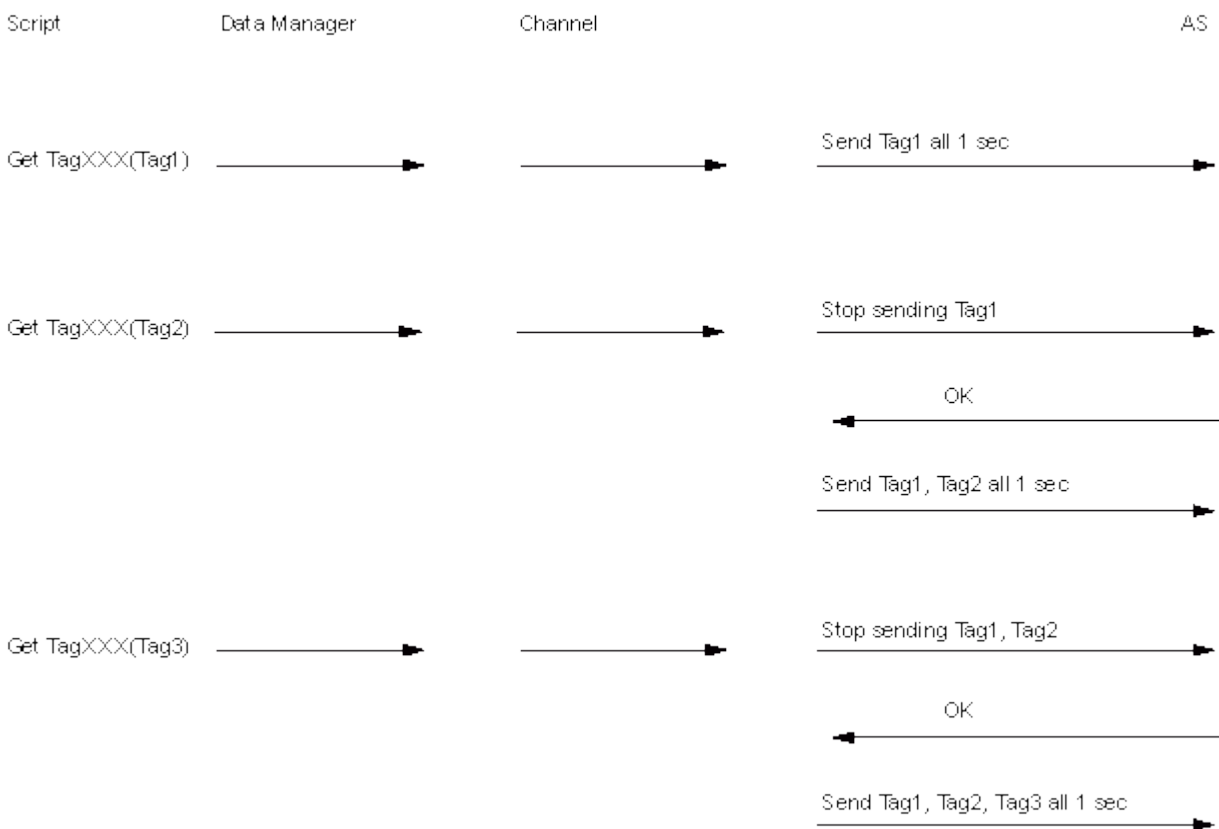 Script Data Manager Channel AS
Send Tag1 all 1 sec
Get TagXXX(Tag1)
Stop sending Tag1
Get TagXXX(Tag2)
OK
Send Tag1, Tag2 all 1 sec
Stop sending Tag1, Tag2
Get TagXXX(Tag3)
OK
Send Tag1, Tag2, Tag3 all 1 sec